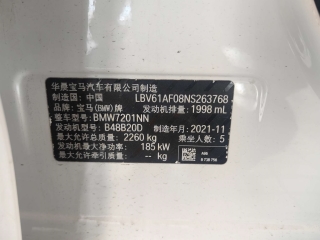 华晨宝马汽车有限公司制造
制造国：中国 LBV61AF08NS263768
品牌：宝马(BMW)牌 发动机排量：1998 mL
整车型号：BMW7201NN
发动机型号：B48B20D 制造年月：2021-11
最大允许总质量：2260 kg 乘坐人数：5
发动机最大净功率：185 kW
最大允许牵引质量：-- kg